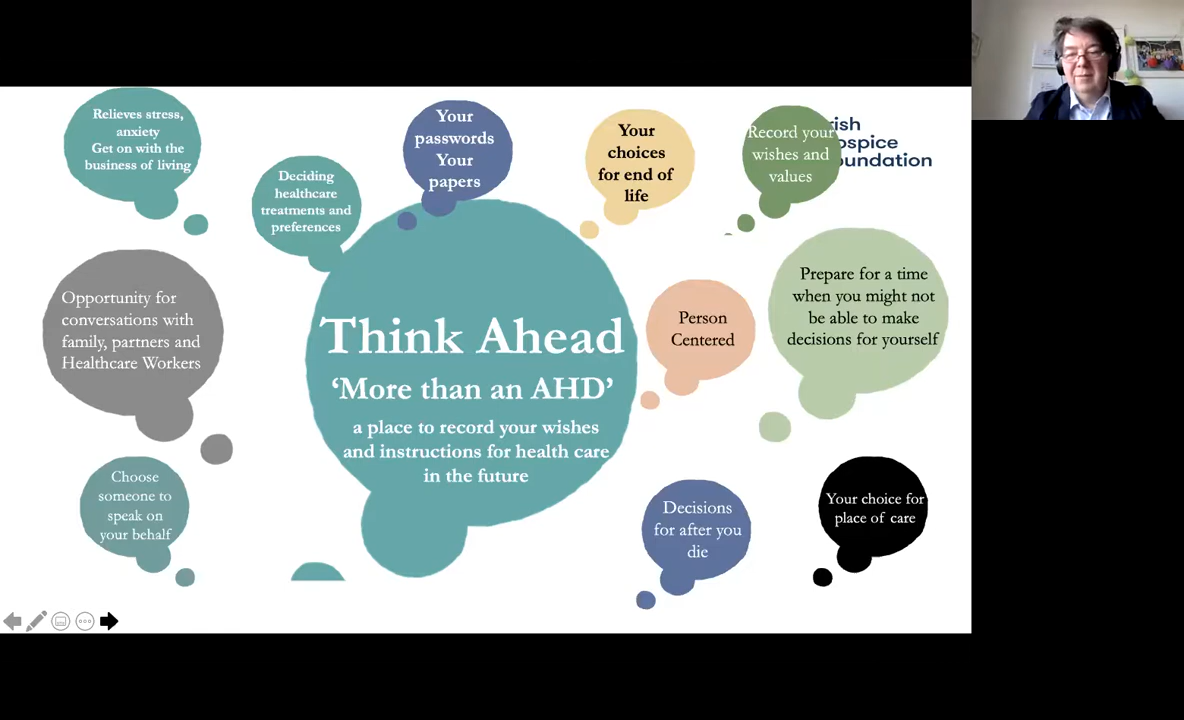 Relieves stress,
anxiety
Get on with the
business of living
Deciding
healthcare
treatments and
preferences
Your
passwords
Your
papers
Your
choices
for end of
life
Record your
wishes and
values
rish
ospice
oundation
Opportunity for
conversations with
family, partners and
Healthcare Workers
Think Ahead
‘More than an AHD’
a place to record your wishes
and instructions for health care
in the future
Person
Centered
Prepare for a time
when you might not
be able to make
decisions for yourself
Choose
someone to
speak on
your behalf
Decisions
for after you
die
Your choice for
place of care